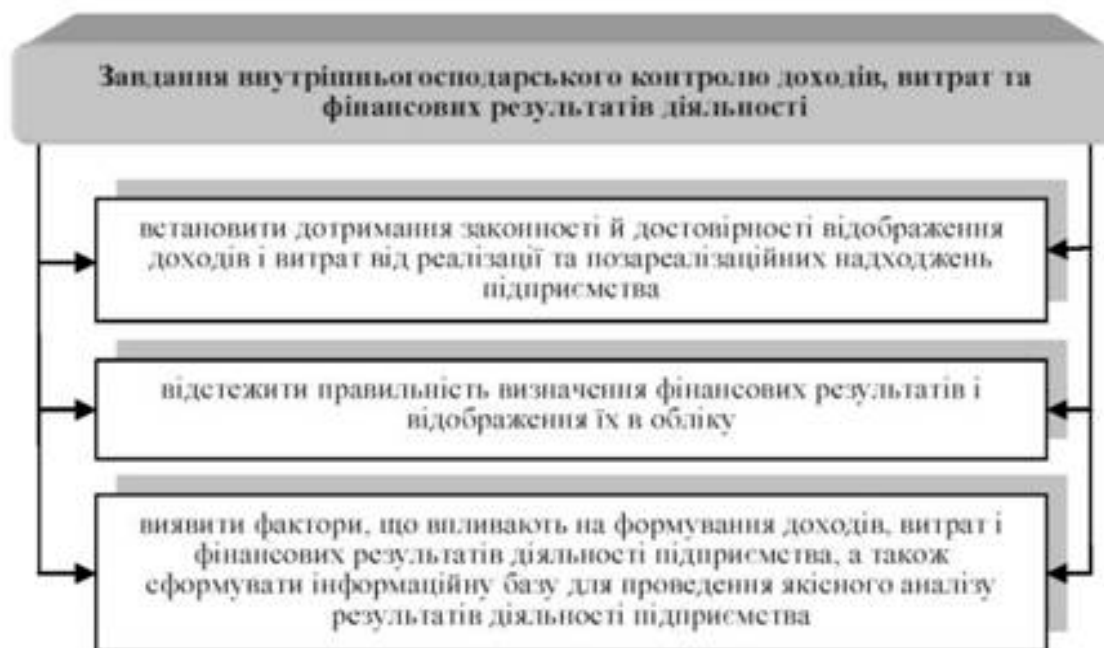 Завдання внутрішньогосподарського контролю доходів, витрат та
фінансових результатів діяльності
встановити дотримання законності й достовірності відображення
доходів і витрат від реалізації та позареалізаційних надходжень
підприємства
відстежити правильність визначення фінансових результатів і
відображення їх в обліку
виявити фактори, що впливають на формування доходів, витрат і
фінансових результатів діяльності підприємства, а також
сформувати інформаційну базу для проведення якісного аналізу
результатів діяльності підприємства